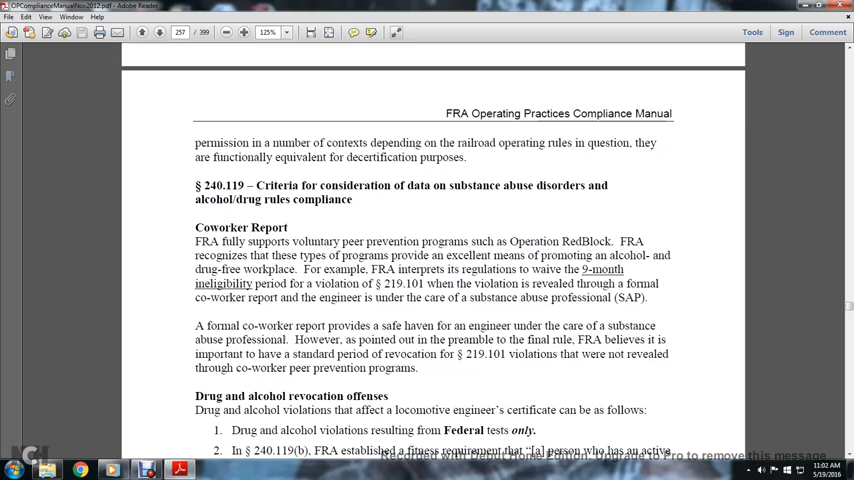 OPComplianceManualNov2012.pdf - Adobe Reader
File Edit View Window Help
257 / 399 125% Tools Sign Comment
FRA Operating Practices Compliance Manual
permission in a number of contexts depending on the railroad operating rules in question, they
are functionally equivalent for decertification purposes.
§ 240.119 – Criteria for consideration of data on substance abuse disorders and
alcohol/drug rules compliance
Coworker Report
FRA fully supports voluntary peer prevention programs such as Operation RedBlock. FRA
recognizes that these types of programs provide an excellent means of promoting an alcohol- and
drug-free workplace. For example, FRA interprets its regulations to waive the 9-month
ineligibility period for a violation of § 219.101 when the violation is revealed through a formal
co-worker report and the engineer is under the care of a substance abuse professional (SAP).
A formal co-worker report provides a safe haven for an engineer under the care of a substance
abuse professional. However, as pointed out in the preamble to the final rule, FRA believes it is
important to have a standard period of revocation for § 219.101 violations that were not revealed
through co-worker peer prevention programs.
Drug and alcohol revocation offenses
Drug and alcohol violations that affect a locomotive engineer's certificate can be as follows:
1. Drug and alcohol violations resulting from Federal tests only.
2. In § 240.119(b), FRA established a fitness requirement that "[a] person who has an active
NCH
Recorded with Debut Home Edition. Upgrade to Pro to remove this message
11:02 AM
5/19/2016